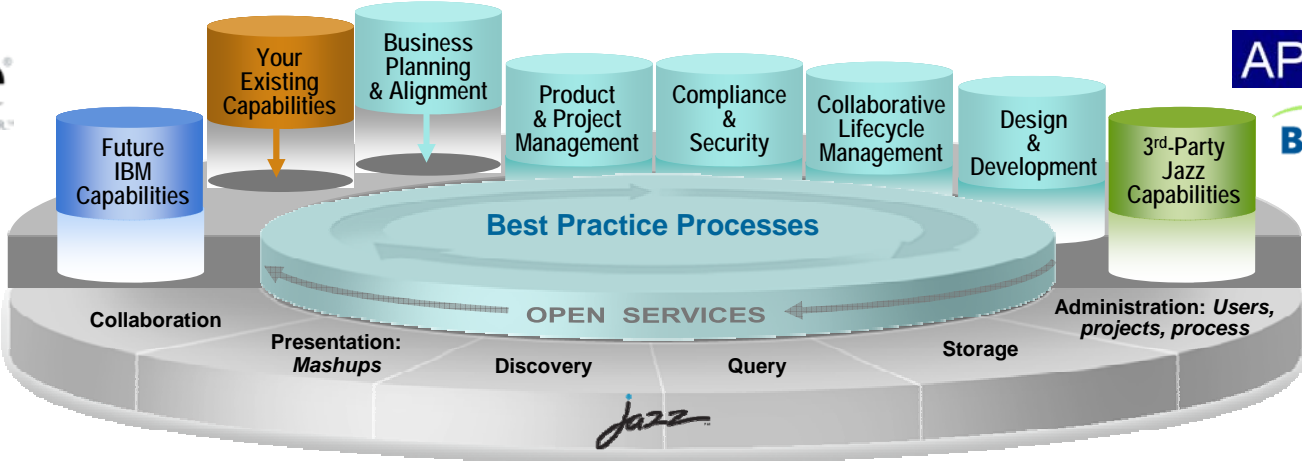 Your
Existing
Capabilities
Business
Planning
& Alignment
Product
& Project
Management
Compliance
&
Security
Collaborative
Lifecycle
Management
Design
&
Development
Future
IBM
Capabilities
3rd-Party
Jazz
Capabilities
AP
B
Best Practice Processes
OPEN SERVICES
Collaboration
Presentation:
Mashups
Discovery
Query
Storage
Administration: Users,
projects, process
jazz